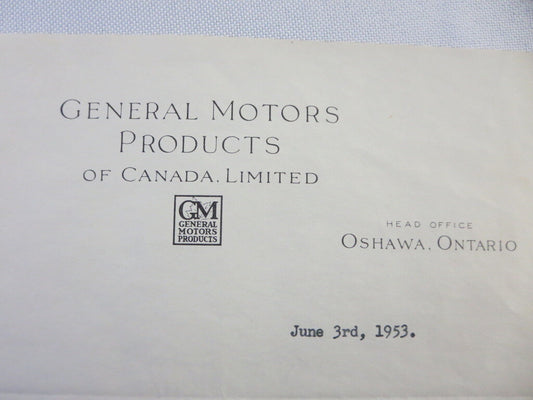 GENERAL MOTORS
PRODUCTS
OF CANADA, LIMITED
GM
GENERAL
MOTORS
PRODUCTS
HEAD OFFICE
OSHAWA, ONTARIO
June 3rd, 1953.